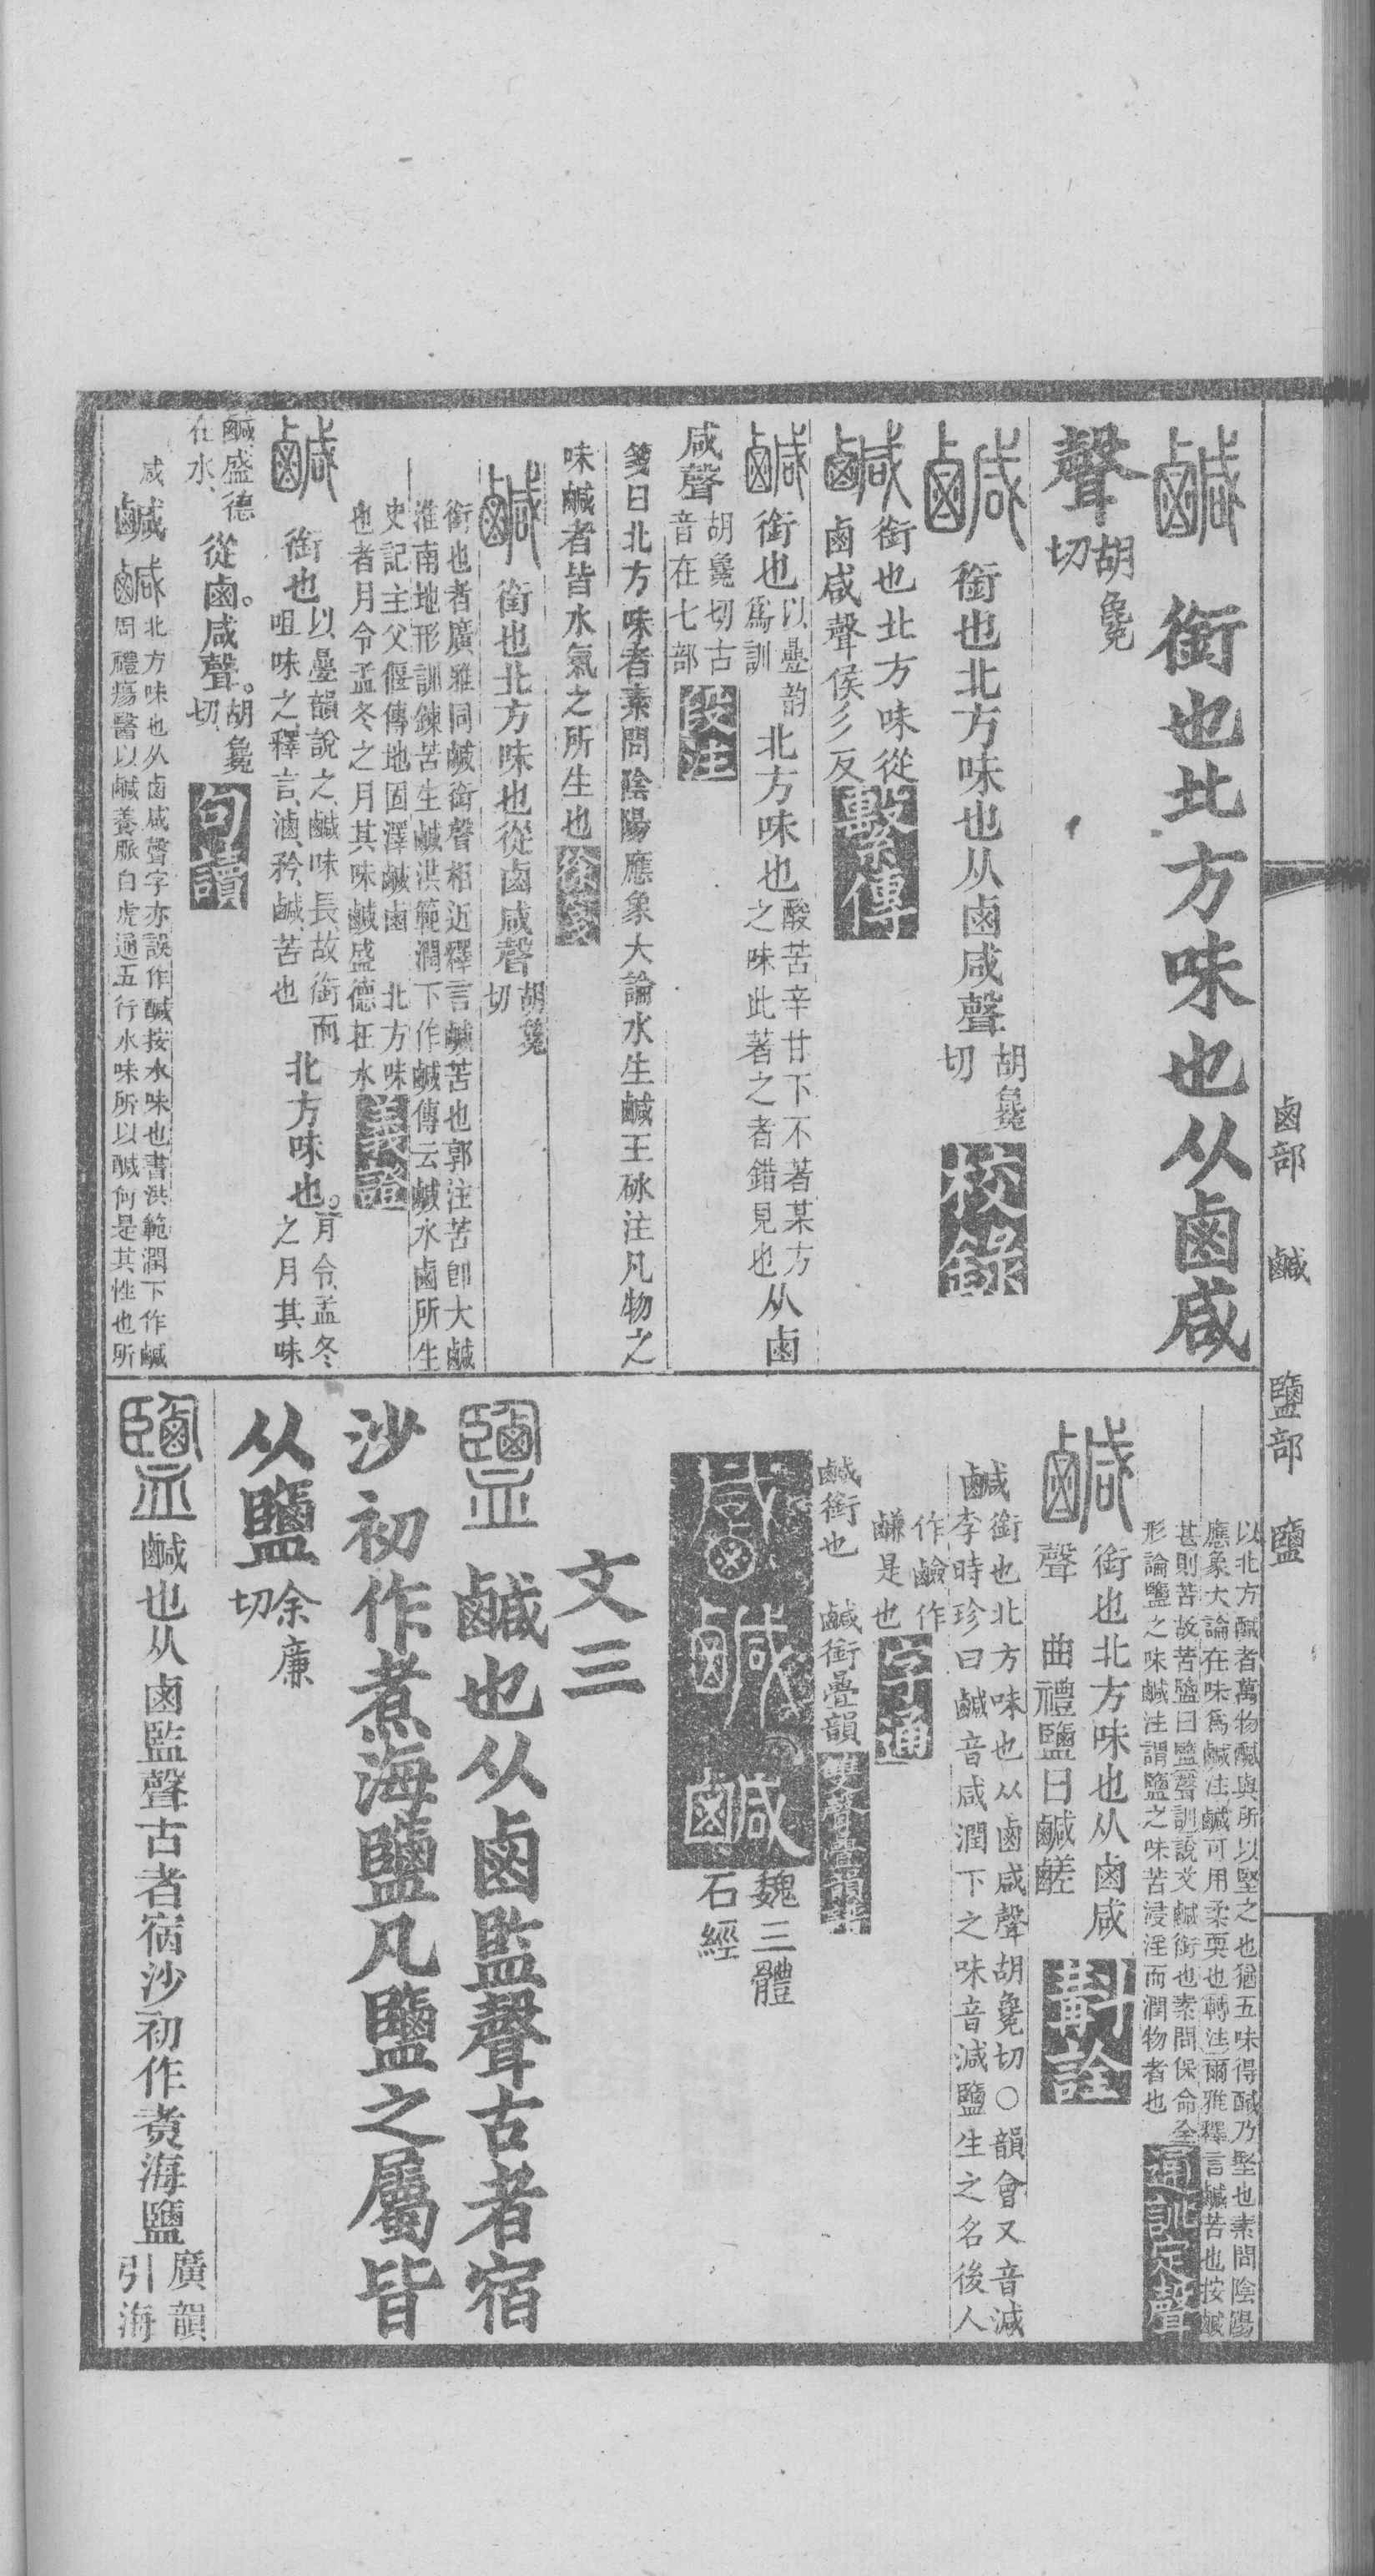 鹵部　鹹　鹽部　鹽
鹹　銜也北方味也从鹵咸
聲胡毚切
鹹　銜也北方味也从鹵咸聲胡毚切　校錄
鹹銜也北方味從
鹵咸聲侯彡反　繫傳
鹹銜也以疊韵爲訓北方味也酸苦辛甘下不著某方之味此著之者錯見也从鹵
咸聲胡毚切古音在七部　段注
箋曰北方味者素問陰陽應象大論水生鹹王砅注凡物之
味鹹者皆水氣之所生也　徐箋
鹹　銜也北方味也從鹵咸聲胡毚切
銜也者廣雅同鹹銜聲相近釋言鹹苦也郭注苦卽大鹹
淮南地形訓鍊苦生鹹洪範潤下作鹹傳云鹹水鹵所生
史記主父偃傳地固澤鹹鹵　北方味
也者月令孟冬之月其味鹹盛德在水　義證
鹹　銜也以疊韻說之鹹味長故銜而咀味之釋言滷矜鹹苦也北方味也。月令孟冬之月其味
鹹盛德在水、從鹵。咸聲。胡毚切　句讀
咸　鹹　鹹北方味也从鹵咸聲字亦誤作醎按水味也書洪範潤下作鹹
周禮瘍醫以鹹養脈白虎通五行水味所以醎何是其性也所
以北方醎者萬物醎與所以堅之也猶五味得醎乃堅也素問陰陽
應象大論在味爲鹹注鹹可用柔耎也轉注爾雅釋言鹹苦也按鹹
甚則苦故苦鹽曰鹽聲訓說文鹹銜也素問保命全
形論鹽之味鹹注謂鹽之味苦浸淫而潤物者也　通訓定聲
鹹　銜也北方味也从鹵咸
聲　曲禮鹽曰鹹鹺　斠詮
鹹銜也北方味也从鹵咸聲胡毚切○韻會又音減
李時珍曰鹹音咸潤下之味音減鹽生之名後人
作鹼作
鹻是也　字通
鹹銜也　鹹銜疊韻　雙聲疊韻譜
咸　鹹　鹹　魏三體石經
文三
鹽　鹹也从鹵監聲古者宿
沙初作煮海鹽凡鹽之屬皆
从鹽余廉切
鹽　鹹也从鹵監聲古者宿沙初作煑海鹽廣韻引海